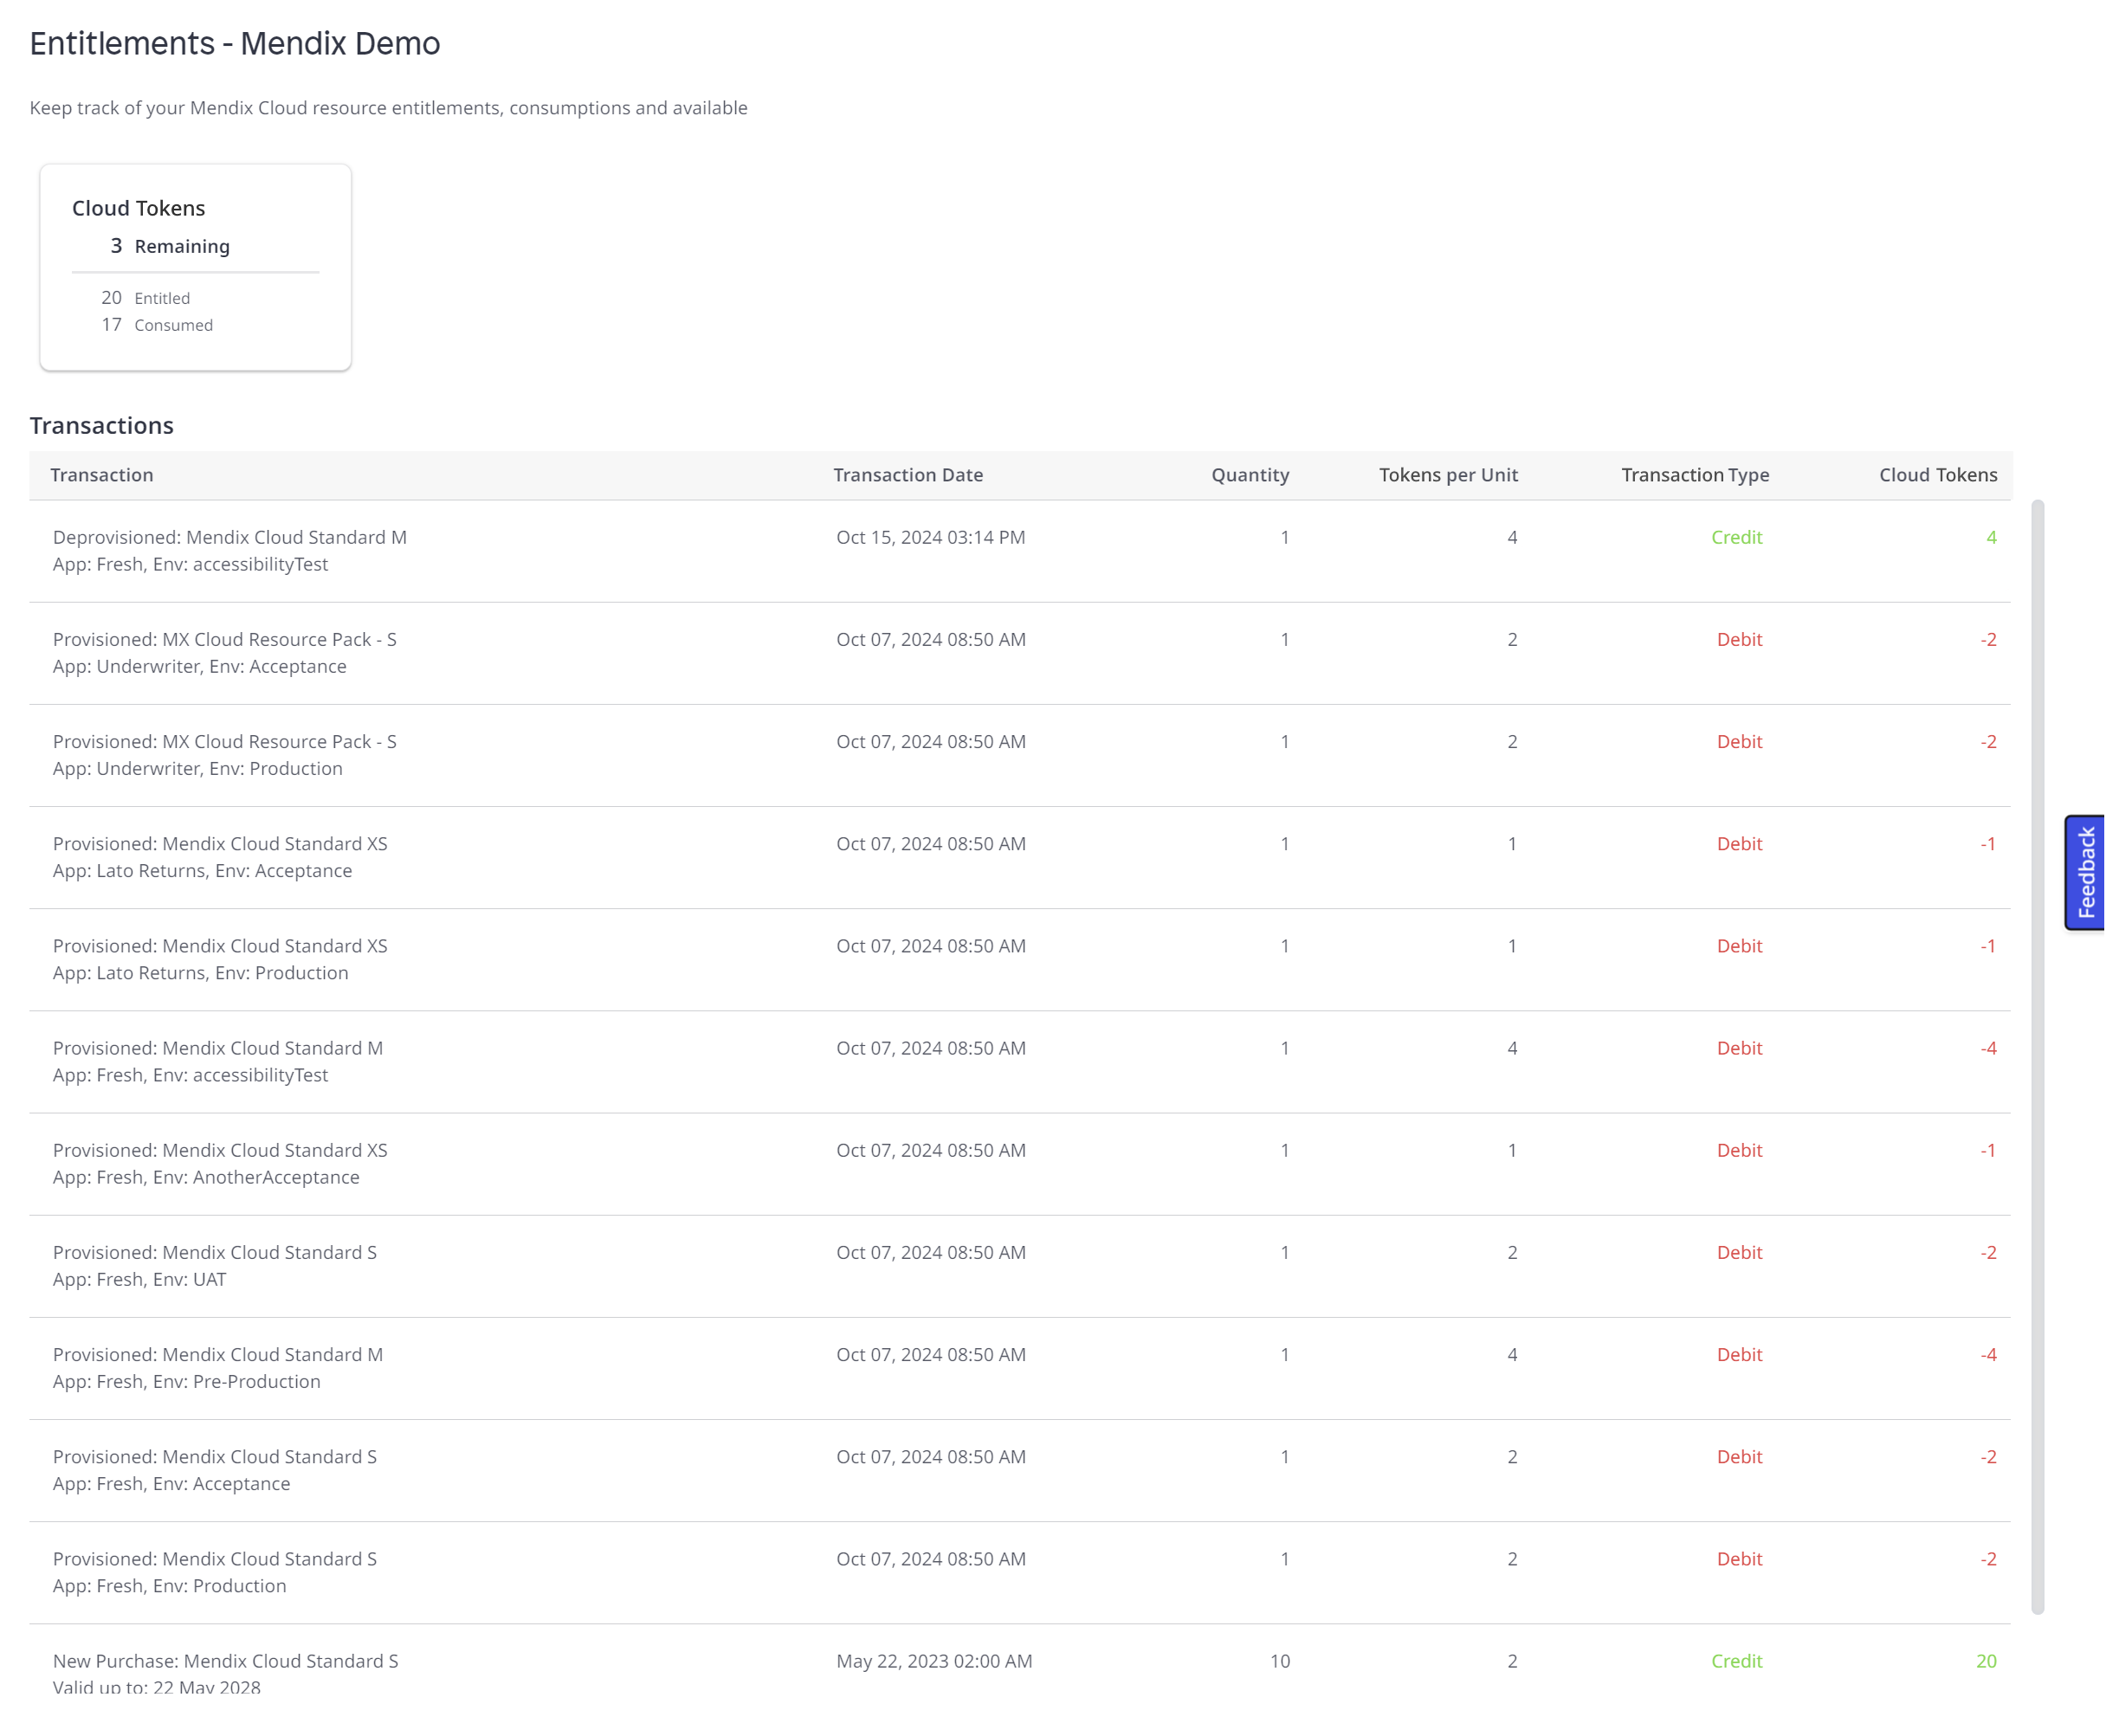 Entitlements - Mendix Demo
Keep track of your Mendix Cloud resource entitlements, consumptions and available
Cloud Tokens
3 Remaining
20 Entitled
17 Consumed
Transactions
Transaction Transaction Date Quantity Tokens per Unit Transaction Type Cloud Tokens
Deprovisioned: Mendix Cloud Standard M Oct 15, 2024 03:14 PM 1 4 Credit 4
App: Fresh, Env: accessibilityTest
Provisioned: MX Cloud Resource Pack - S Oct 07, 2024 08:50 AM 1 2 Debit -2
App: Underwriter, Env: Acceptance
Provisioned: MX Cloud Resource Pack - S Oct 07, 2024 08:50 AM 1 2 Debit -2
App: Underwriter, Env: Production
Provisioned: Mendix Cloud Standard XS Oct 07, 2024 08:50 AM 1 1 Debit -1
App: Lato Returns, Env: Acceptance
Provisioned: Mendix Cloud Standard XS Oct 07, 2024 08:50 AM 1 1 Debit -1
App: Lato Returns, Env: Production
Provisioned: Mendix Cloud Standard M Oct 07, 2024 08:50 AM 1 4 Debit -4
App: Fresh, Env: accessibilityTest
Provisioned: Mendix Cloud Standard XS Oct 07, 2024 08:50 AM 1 1 Debit -1
App: Fresh, Env: AnotherAcceptance
Provisioned: Mendix Cloud Standard S Oct 07, 2024 08:50 AM 1 2 Debit -2
App: Fresh, Env: UAT
Provisioned: Mendix Cloud Standard M Oct 07, 2024 08:50 AM 1 4 Debit -4
App: Fresh, Env: Pre-Production
Provisioned: Mendix Cloud Standard S Oct 07, 2024 08:50 AM 1 2 Debit -2
App: Fresh, Env: Acceptance
Provisioned: Mendix Cloud Standard S Oct 07, 2024 08:50 AM 1 2 Debit -2
App: Fresh, Env: Production
New Purchase: Mendix Cloud Standard S May 22, 2023 02:00 AM 10 2 Credit 20
Valid up to: 22 May 2028
Feedback